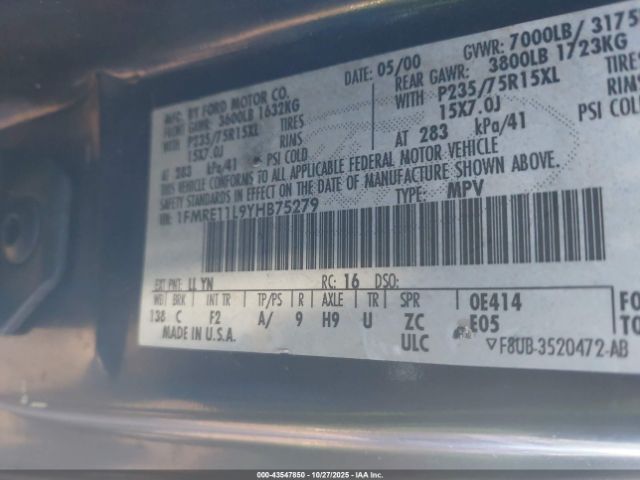 MFD. BY FORD MOTOR CO.
DATE: 05/00
GVWR: 7000LB/ 3175
FRONT GAWR: 3600LB 1632KG
REAR GAWR: 3800LB 1723KG
WITH P235/75R15XL TIRES
WITH P235/75R15XL TIRES
15X7.0J RINS
15X7.0J
AT 283 kPa/41 PSI COLD
AT 283 kPa/41 PSI COLD
THIS VEHICLE CONFORMS TO ALL APPLICABLE FEDERAL MOTOR VEHICLE
SAFETY STANDARDS IN EFFECT ON THE DATE OF MANUFACTURE SHOWN ABOVE.
VIN: 1FMRE11L9YHB75279
TYPE: MPV
EXT PNT: LL YN RC: 16 DSO:
WB BRK INT TR TP/PS R AXLE TR SPR 0E414
138 C F2 A/ 9 H9 U ZC E05
MADE IN U.S.A. ULC
▽F8UB-3520472-AB
000-43547850 | 10/27/2025 | IAA Inc.